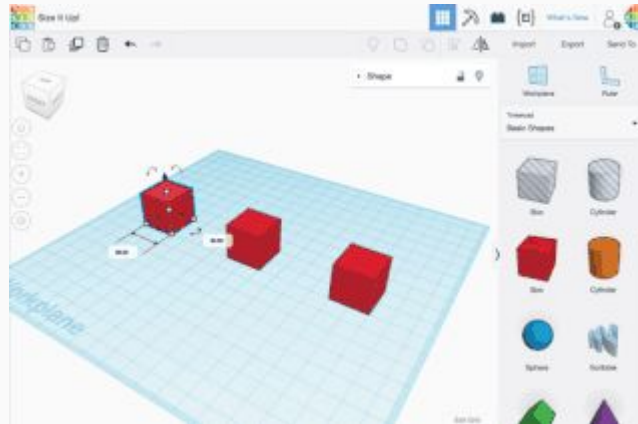 Size It Up!
What's New
Import
Export
Send To
Shape
Workplane
Ruler
Tinkercad
Basic Shapes
Box
Cylinder
Box
Cylinder
Sphere
Scribble
Workplane